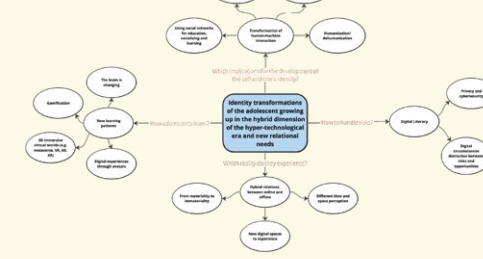 Using social networks
for education,
socializing and
learning
Transformation of
human/machine
interaction
Humanization/
dehumanization
Which implications for the development of
the self and one's identity?
The brain is
changing
Gamification
New learning
patterns
3D immersive
virtual worlds (e.g.
metaverse, VR, AR,
XR)
Digital experiences
through avatars
How adolescents learn?
Identity transformations
of the adolescent growing
up in the hybrid dimension
of the hyper-technological
era and new relational
needs
How to handle risks?
Digital Literacy
Privacy and
cybersecurity
Digital
circumstances
distinction between
risks and
opportunities
Which reality do they experience?
From materiality to
immateriality
Hybrid relations
between online and
offline
Different time and
space perception
New digital spaces
to experience